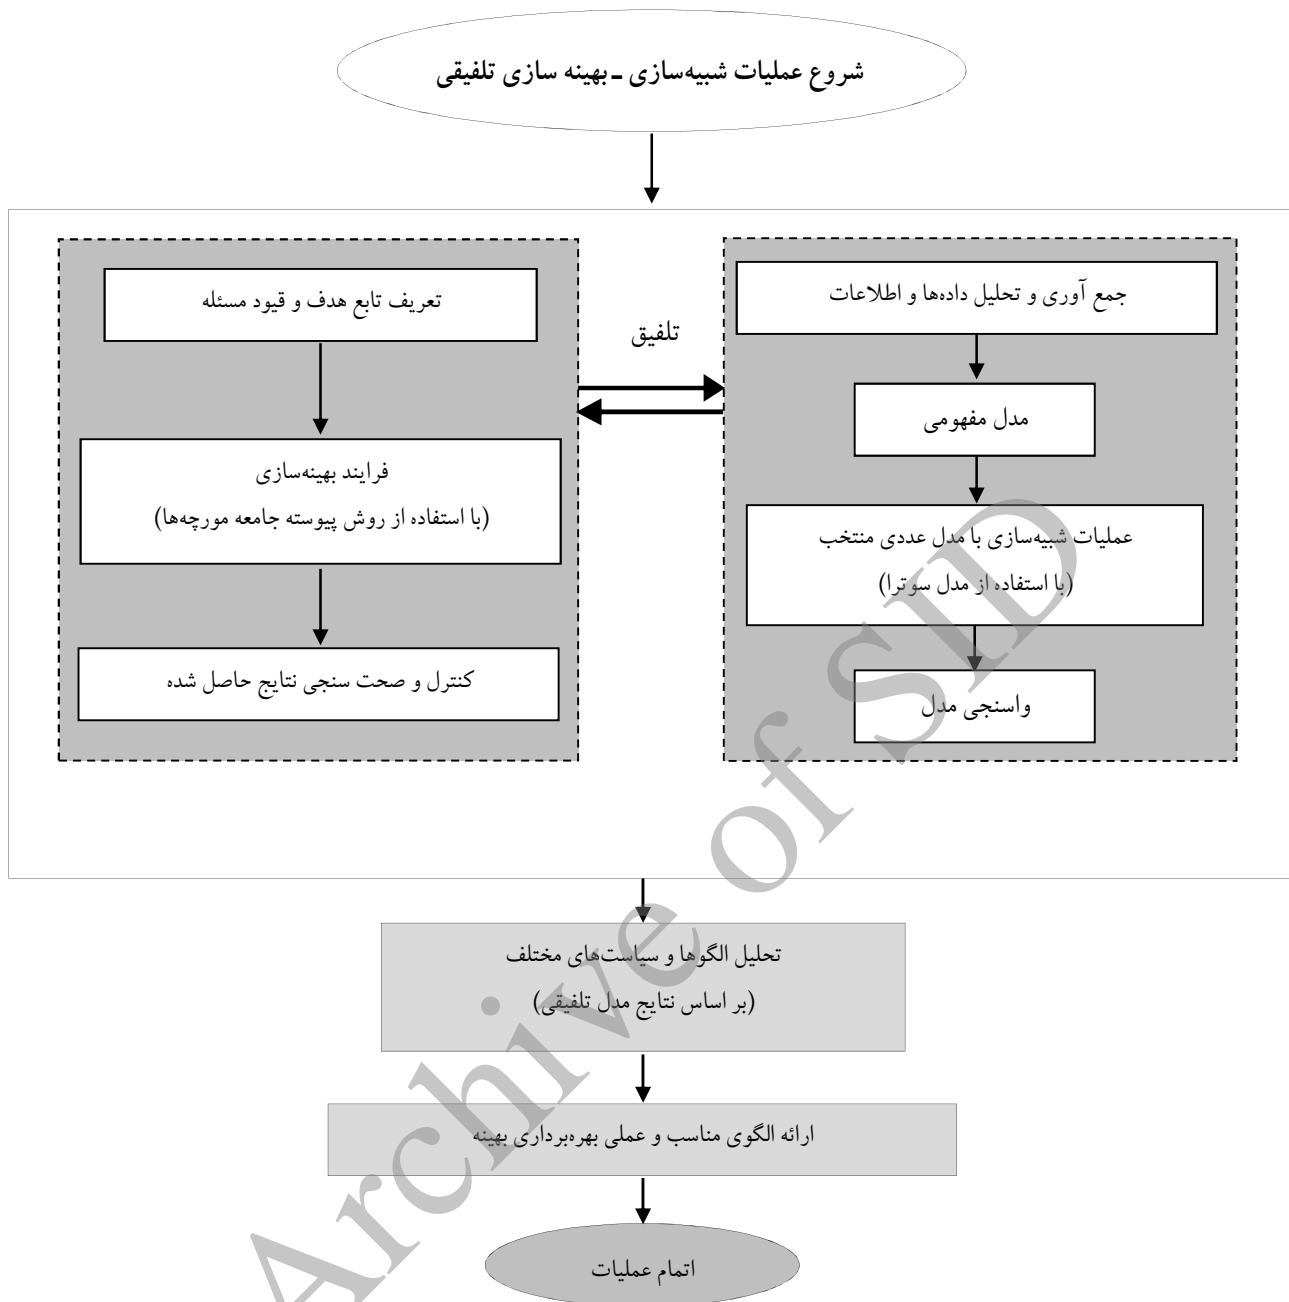 شروع عملیات شبیه‌سازی ـ بهینه سازی تلفیقی
جمع آوری و تحلیل داده‌ها و اطلاعات
مدل مفهومی
عملیات شبیه‌سازی با مدل عددی منتخب
(با استفاده از مدل سوترا)
واسنجی مدل
تلفیق
تعریف تابع هدف و قیود مسئله
فرایند بهینه‌سازی
(با استفاده از روش پیوسته جامعه مورچه‌ها)
کنترل و صحت سنجی نتایج حاصل شده
تحلیل الگوها و سیاست‌های مختلف
(بر اساس نتایج مدل تلفیقی)
ارائه الگوی مناسب و عملی بهره‌برداری بهینه
اتمام عملیات
Archive of SID